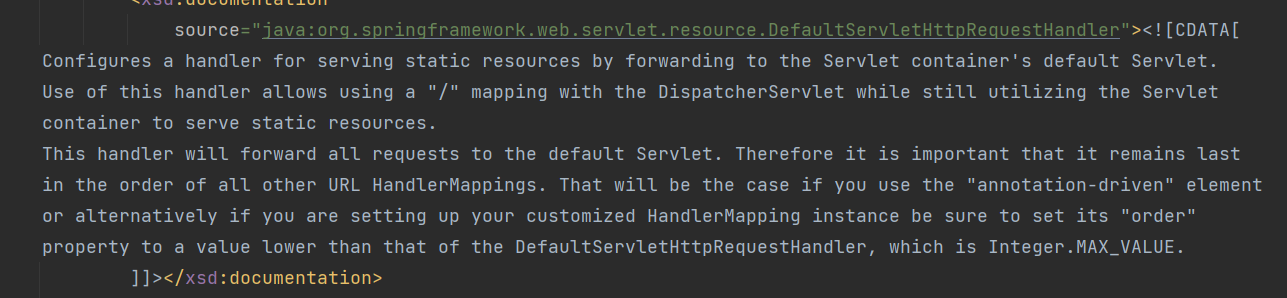 <xsd:documentation
source="java:org.springframework.web.servlet.resource.DefaultServletHttpRequestHandler"><![CDATA[
Configures a handler for serving static resources by forwarding to the Servlet container's default Servlet.
Use of this handler allows using a "/" mapping with the DispatcherServlet while still utilizing the Servlet
container to serve static resources.
This handler will forward all requests to the default Servlet. Therefore it is important that it remains last
in the order of all other URL HandlerMappings. That will be the case if you use the "annotation-driven" element
or alternatively if you are setting up your customized HandlerMapping instance be sure to set its "order"
property to a value lower than that of the DefaultServletHttpRequestHandler, which is Integer.MAX_VALUE.
]]></xsd:documentation>